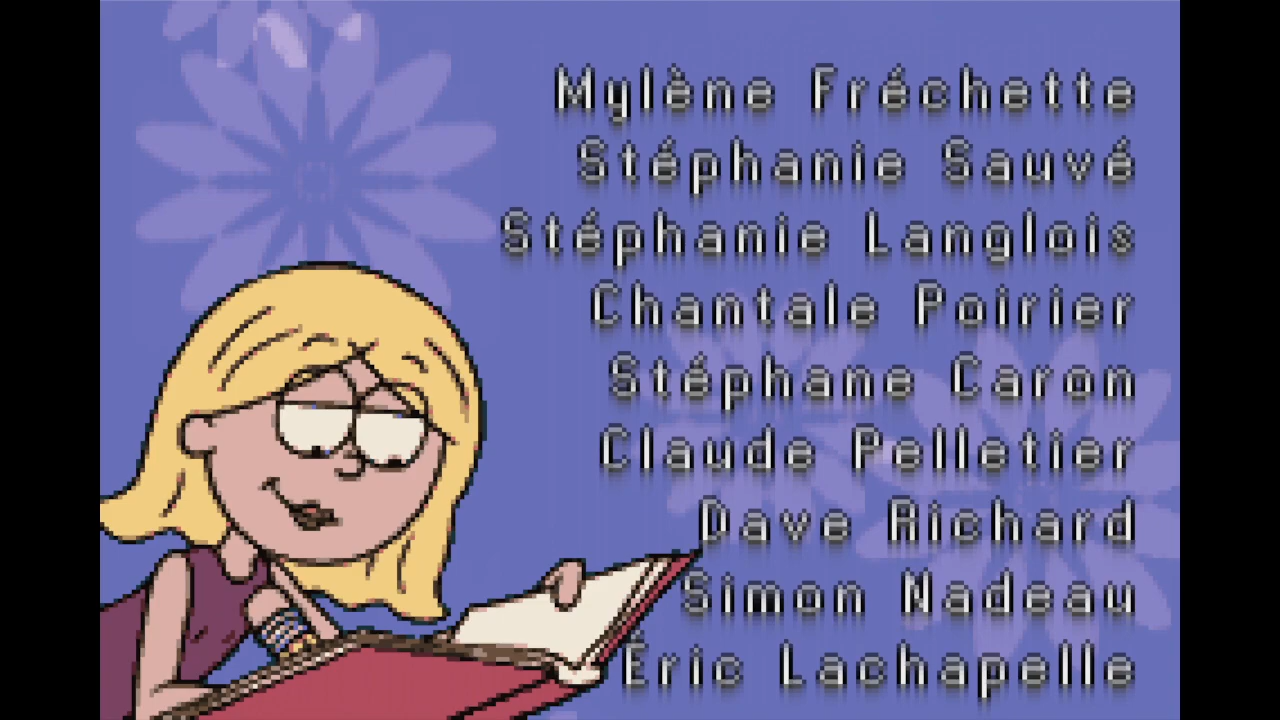 Mylène Fréchette
Stéphanie Sauvé
Stéphanie Langlois
Chantale Poirier
Stéphane Caron
Claude Pelletier
Dave Richard
Simon Nadeau
Éric Lachapelle